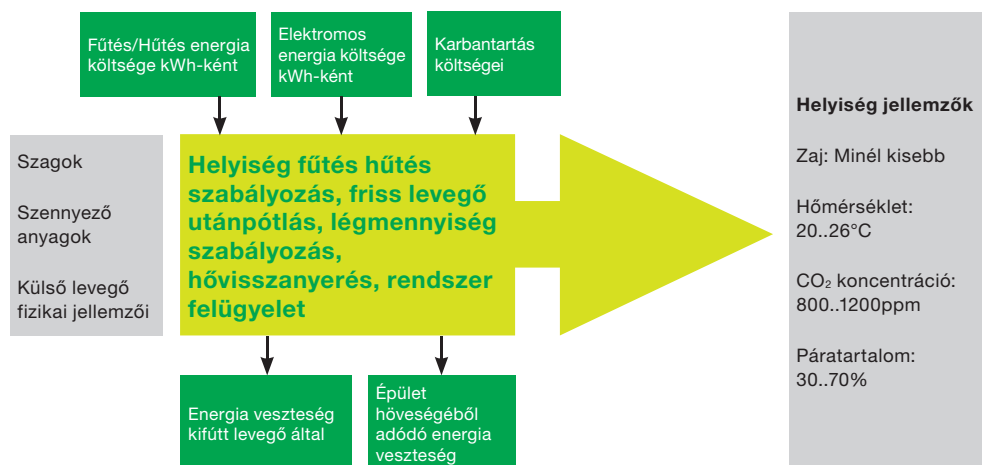 Fűtés/Hűtés energia
költsége kWh-ként
Elektromos
energia költsége
kWh-ként
Karbantartás
költségei
Szagok
Szennyező
anyagok
Külső levegő
fizikai jellemzői
Helyiség fűtés hűtés
szabályozás, friss levegő
utánpótlás, légmennyiség
szabályozás,
hővisszanyerés, rendszer
felügyelet
Energia veszteség
kifútt levegő által
Épület
höveségéből
adódó energia
veszteség
Helyiség jellemzők
Zaj: Minél kisebb
Hőmérséklet:
20..26°C
CO₂ koncentráció:
800..1200ppm
Páratartalom:
30..70%